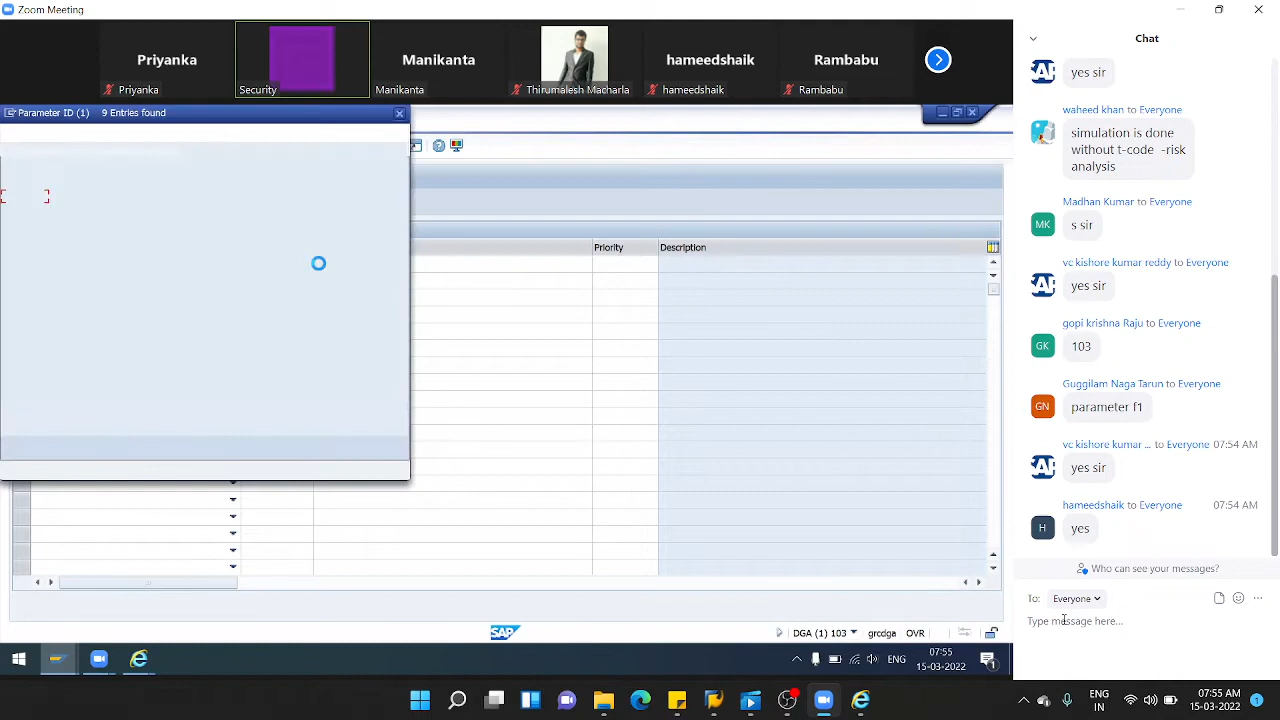 Zoom Meeting
Priyanka
Manikanta
hameedshaik
Rambabu
Priyanka
Security
Manikanta
Thirumalesh Macharla
hameedshaik
Rambabu
Parameter ID (1) 9 Entries found
Priority
Description
SAP
DGA (1) 103
grcdga
OVR
ENG
07:55
15-03-2022
Chat
yes sir
waheed khan to Everyone
simulation is done
without t-code -risk
analysis
Madhan Kumar to Everyone
MK
s sir
vc kishore kumar reddy to Everyone
yes sir
gopi krishna Raju to Everyone
GK
103
Guggilam Naga Tarun to Everyone
GN
parameter f1
vc kishore kumar ... to Everyone 07:54 AM
yes sir
hameedshaik to Everyone 07:54 AM
H
yes
Who can see your messages?
To: Everyone
Type message here...
ENG
IN
07:55 AM
15-03-2022